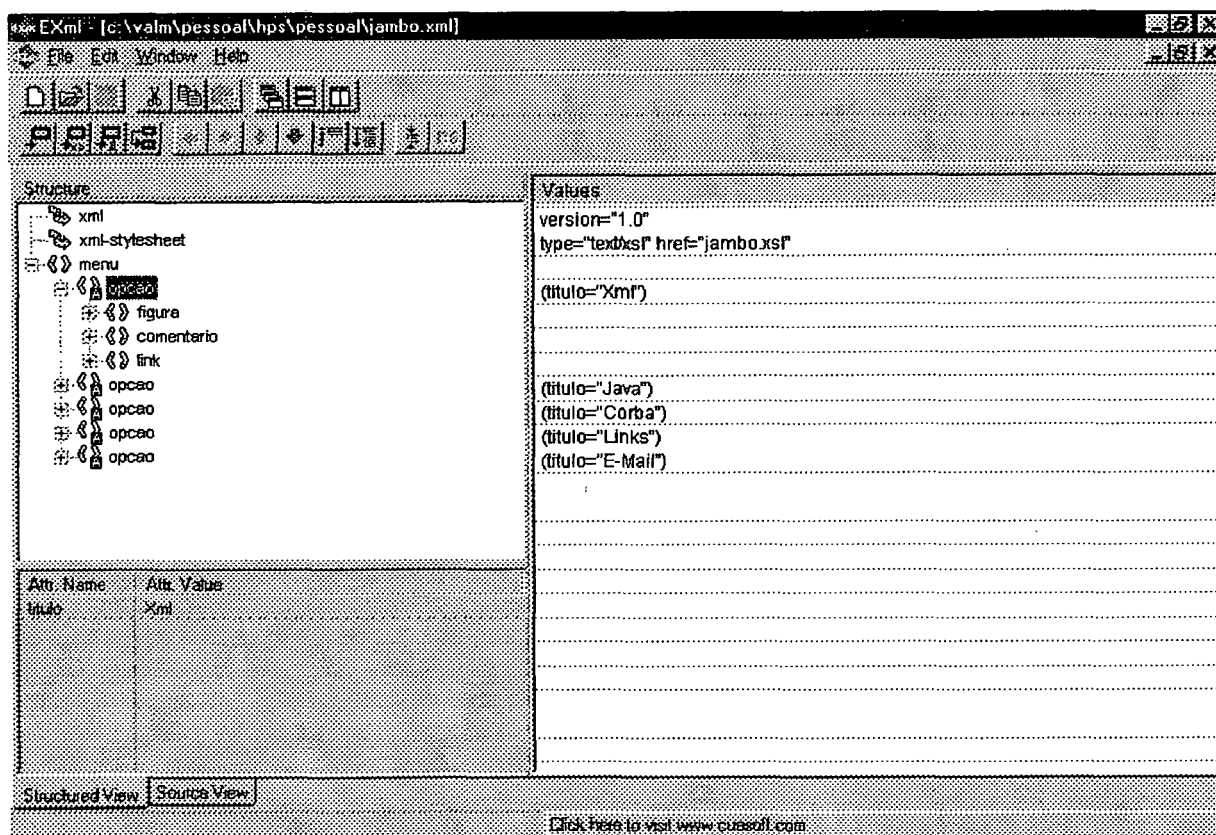 EXml - [c:\valm\pessoal\hps\pessoal\jambo.xml]
File Edit Window Help
Structure
Values
xml
version="1.0"
xml-stylesheet
type="text/xsl" href="jambo.xsl"
menu
opcao
(titulo="Xml")
figura
comentario
link
opcao
(titulo="Java")
opcao
(titulo="Corba")
opcao
(titulo="Links")
opcao
(titulo="E-Mail")
Attr. Name Attr. Value
titulo Xml
Structured View Source View
Click here to visit www.cuesoft.com